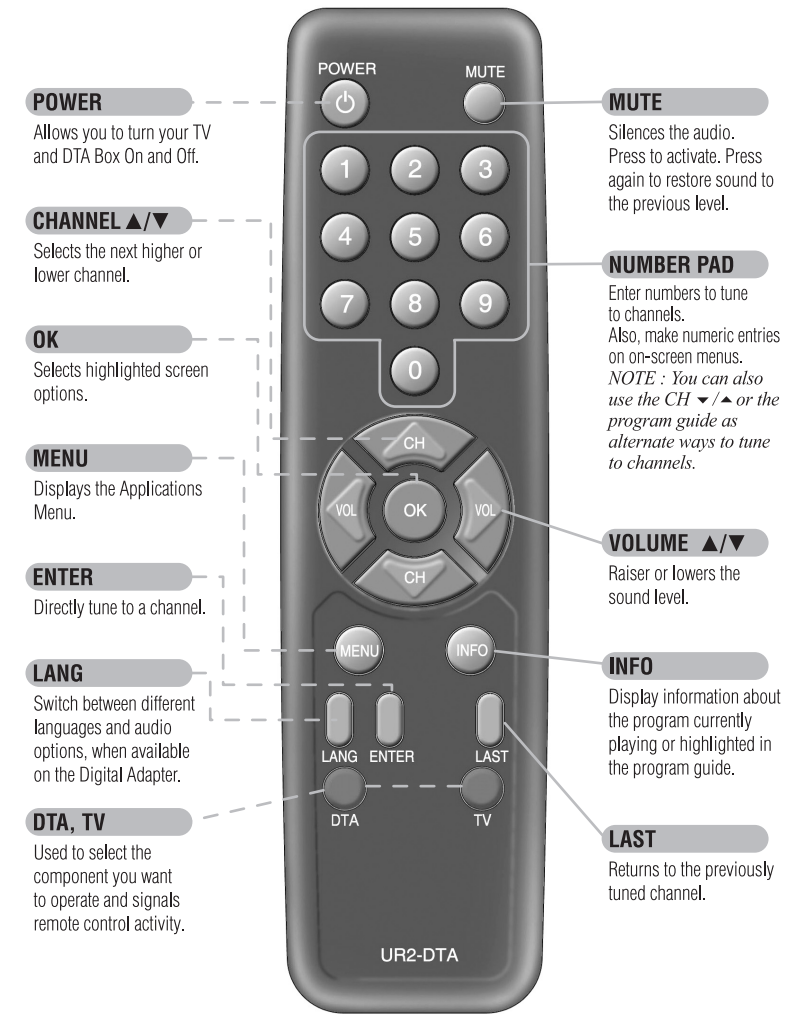 POWER
Allows you to turn your TV
and DTA Box On and Off.
CHANNEL ▲/▼
Selects the next higher or
lower channel.
OK
Selects highlighted screen
options.
MENU
Displays the Applications
Menu.
ENTER
Directly tune to a channel.
LANG
Switch between different
languages and audio
options, when available
on the Digital Adapter.
DTA, TV
Used to select the
component you want
to operate and signals
remote control activity.
POWER
MUTE
1
2
3
4
5
6
7
8
9
0
CH
VOL
OK
VOL
CH
MENU
INFO
LANG
ENTER
LAST
DTA
TV
UR2-DTA
MUTE
Silences the audio.
Press to activate. Press
again to restore sound to
the previous level.
NUMBER PAD
Enter numbers to tune
to channels.
Also, make numeric entries
on on-screen menus.
NOTE : You can also
use the CH ▼/▲ or the
program guide as
alternate ways to tune
to channels.
VOLUME ▲/▼
Raiser or lowers the
sound level.
INFO
Display information about
the program currently
playing or highlighted in
the program guide.
LAST
Returns to the previously
tuned channel.